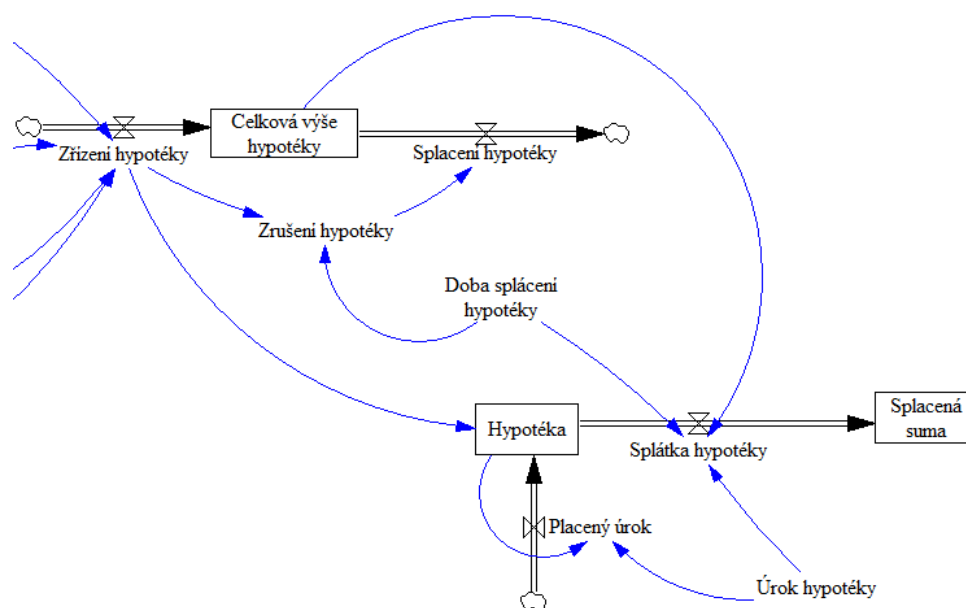 Celková výše
hypotéky
Zřízení hypotéky
Splacení hypotéky
Zrušení hypotéky
Doba splácení
hypotéky
Hypotéka
Splátka hypotéky
Splacená
suma
Placený úrok
Úrok hypotéky